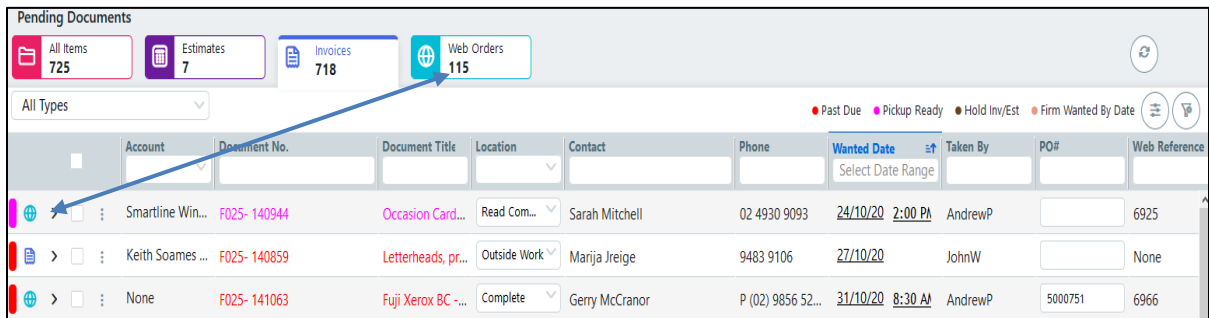 Pending Documents
All Items Estimates Invoices Web Orders
725 7 718 115
All Types Past Due Pickup Ready Hold Inv/Est Firm Wanted By Date
Account Document No. Document Title Location Contact Phone Wanted Date Taken By PO# Web Reference
Select Date Range
Smartline Win... F025- 140944 Occasion Card... Read Com... Sarah Mitchell 02 4930 9093 24/10/20 2:00 PM AndrewP 6925
Keith Soames ... F025- 140859 Letterheads, pr... Outside Work Marija Jreige 9483 9106 27/10/20 JohnW None
None F025- 141063 Fuji Xerox BC -... Complete Gerry McCranor P (02) 9856 52... 31/10/20 8:30 AM AndrewP 5000751 6966